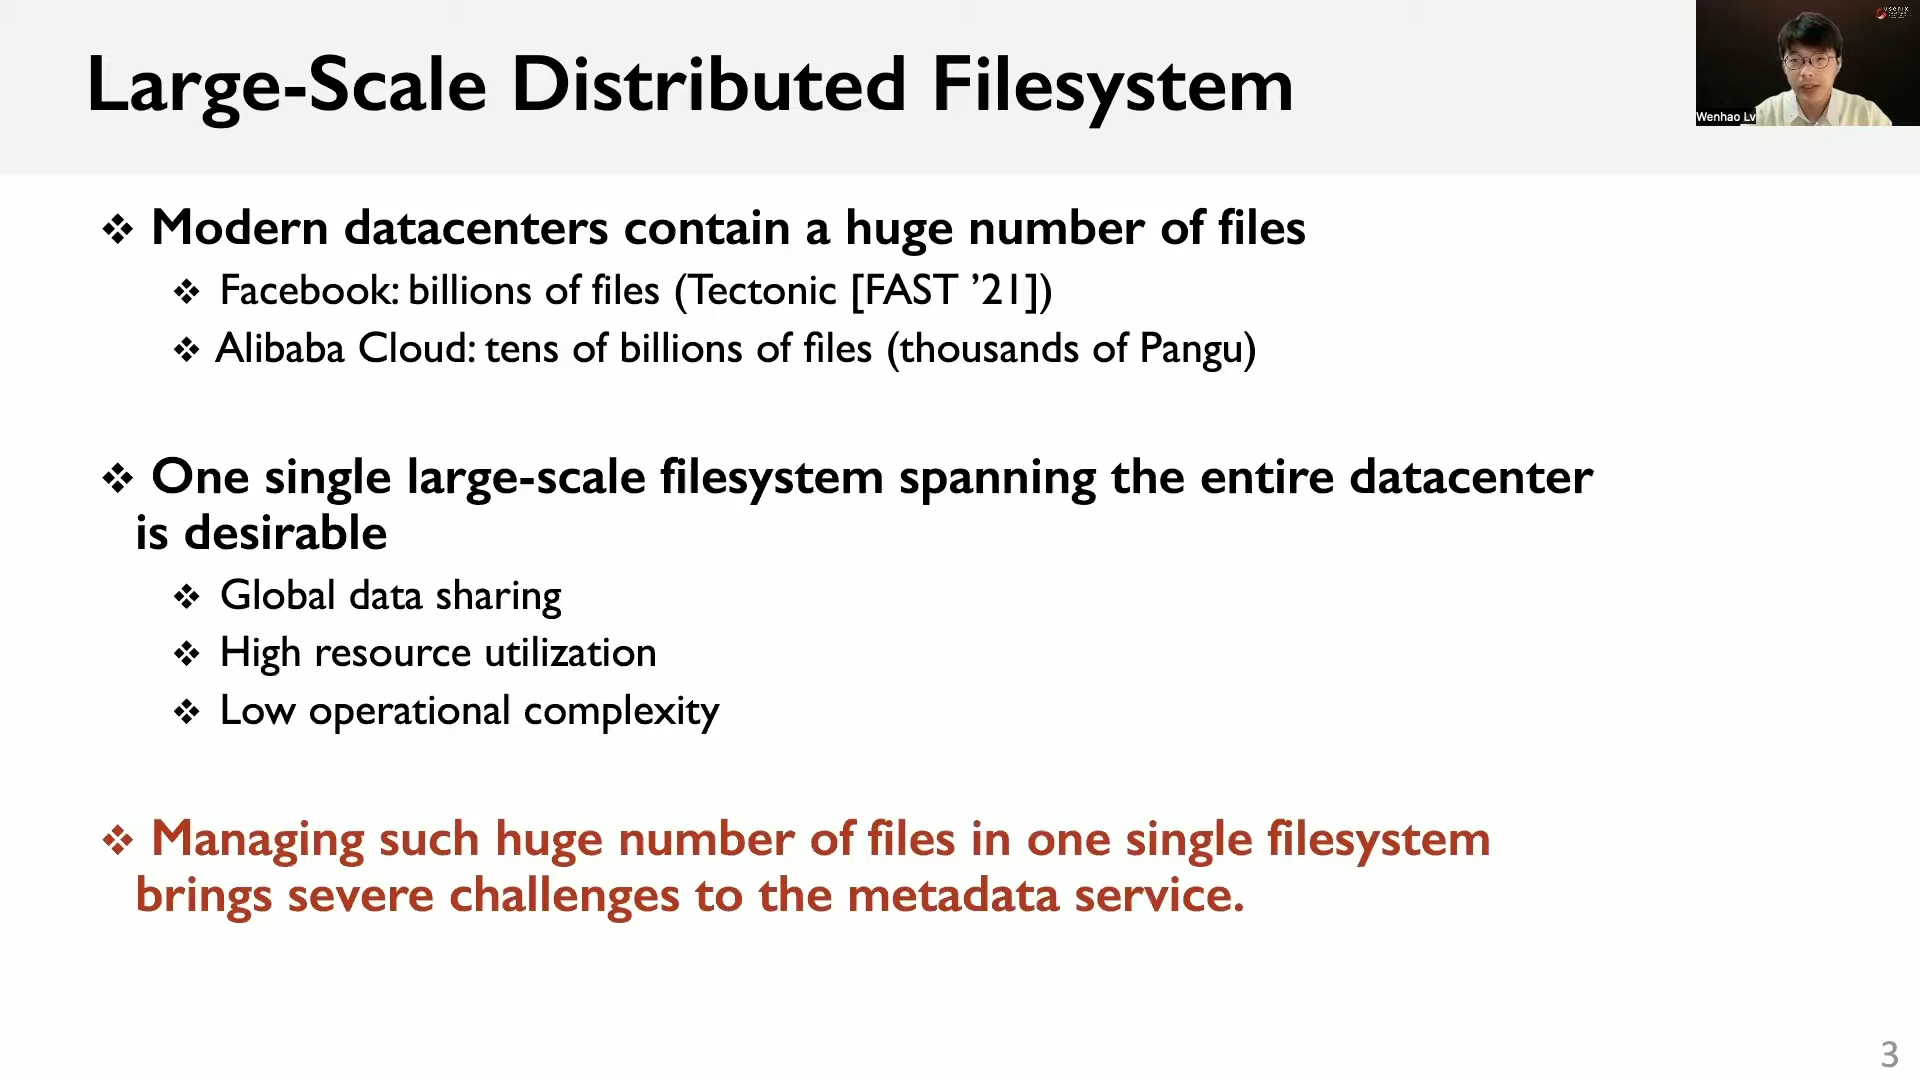 Large-Scale Distributed Filesystem
usenix
Wenhao Lv
❖ Modern datacenters contain a huge number of files
❖ Facebook: billions of files (Tectonic [FAST ’21])
❖ Alibaba Cloud: tens of billions of files (thousands of Pangu)
❖ One single large-scale filesystem spanning the entire datacenter
is desirable
❖ Global data sharing
❖ High resource utilization
❖ Low operational complexity
❖ Managing such huge number of files in one single filesystem
brings severe challenges to the metadata service.
3